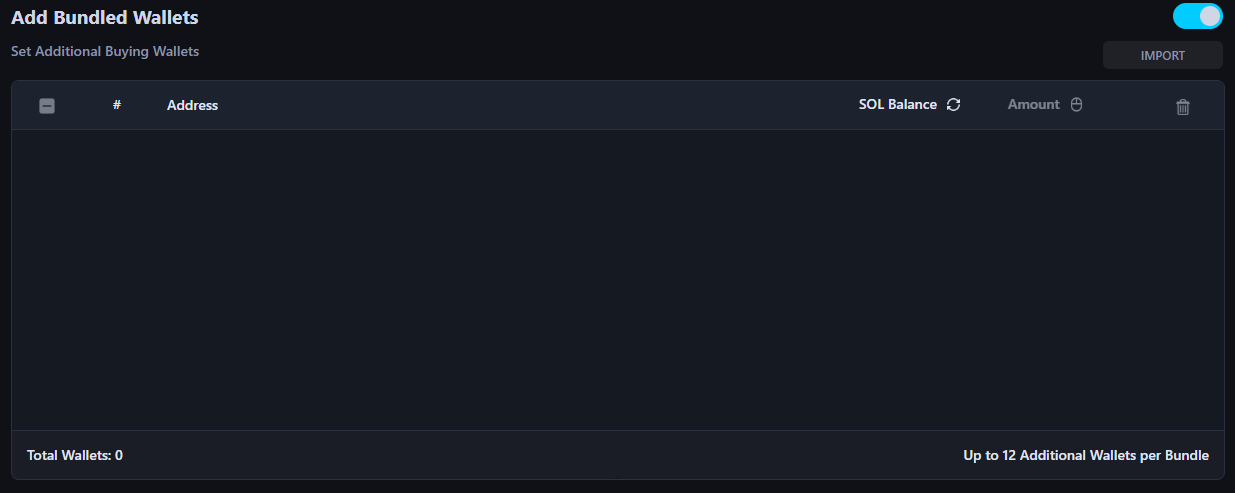 Add Bundled Wallets
Set Additional Buying Wallets
IMPORT
# Address SOL Balance Amount
Total Wallets: 0 Up to 12 Additional Wallets per Bundle